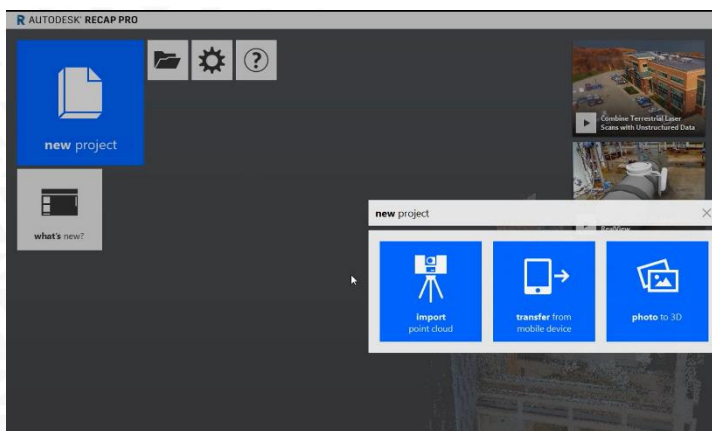 R AUTODESK® RECAP PRO
new project
what's new?
Combine Terrestrial Laser
Scans with Unstructured Data
RealView
new project
import
point cloud
transfer from
mobile device
photo to 3D